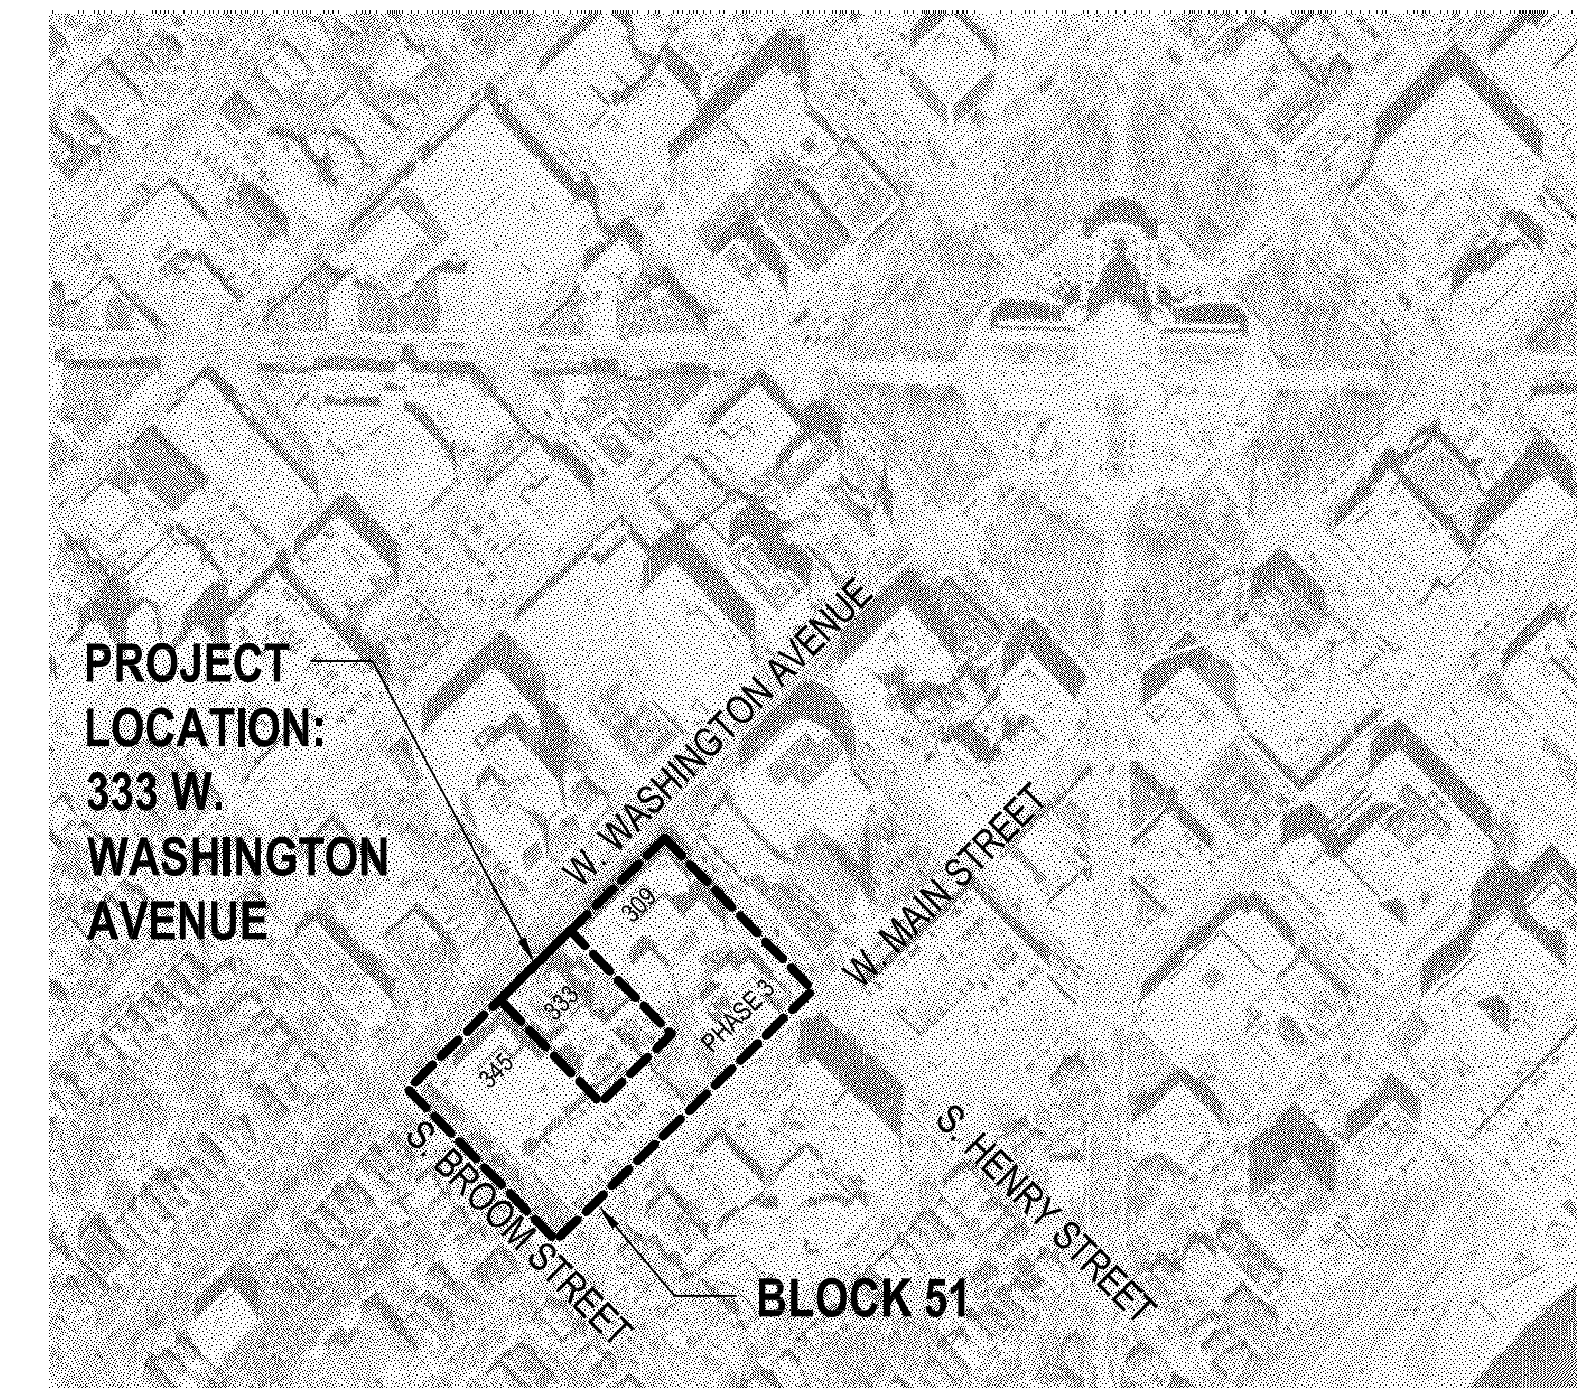 W. WASHINGTON AVENUE
PROJECT
LOCATION:
333 W.
WASHINGTON
AVENUE
W. MAIN STREET
309
333
PHASE 3
345
S. BROOM STREET
S. HENRY STREET
BLOCK 51